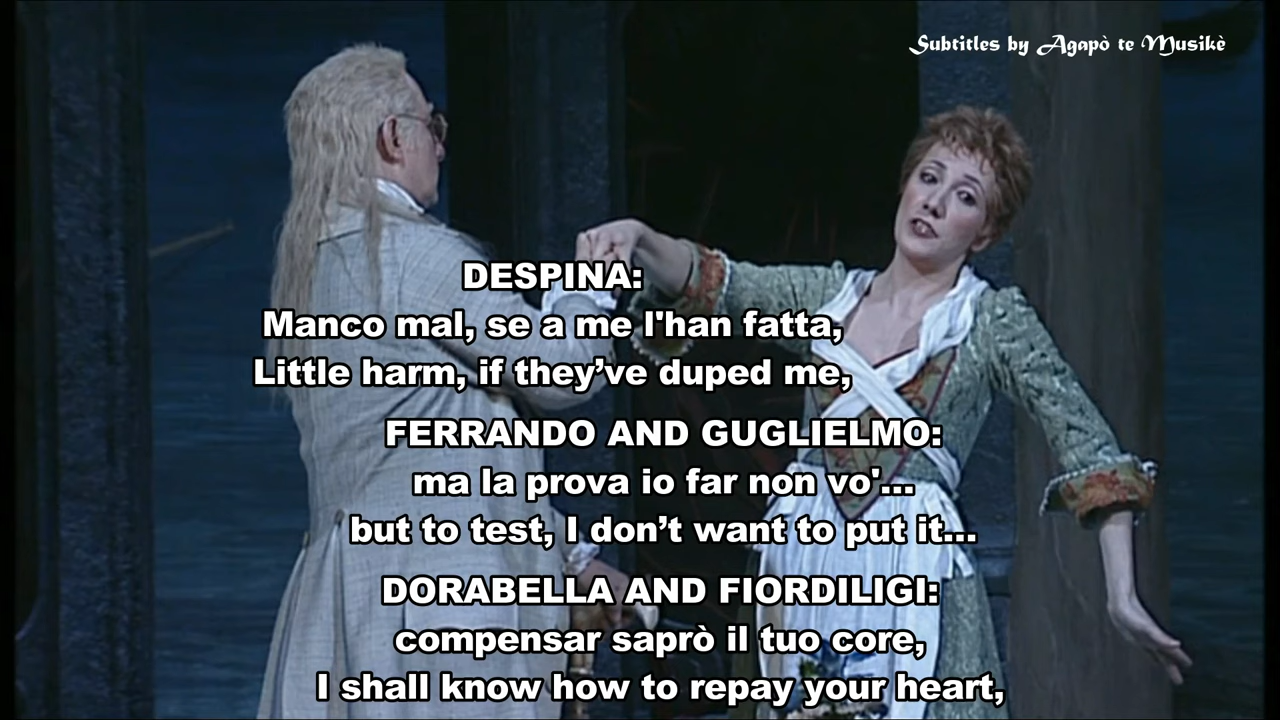 Subtitles by Agapò te Musikè
DESPINA:
Manco mal, se a me l'han fatta,
Little harm, if they’ve duped me,
FERRANDO AND GUGLIELMO:
ma la prova io far non vo'...
but to test, I don’t want to put it...
DORABELLA AND FIORDILIGI:
compensar saprò il tuo core,
I shall know how to repay your heart,